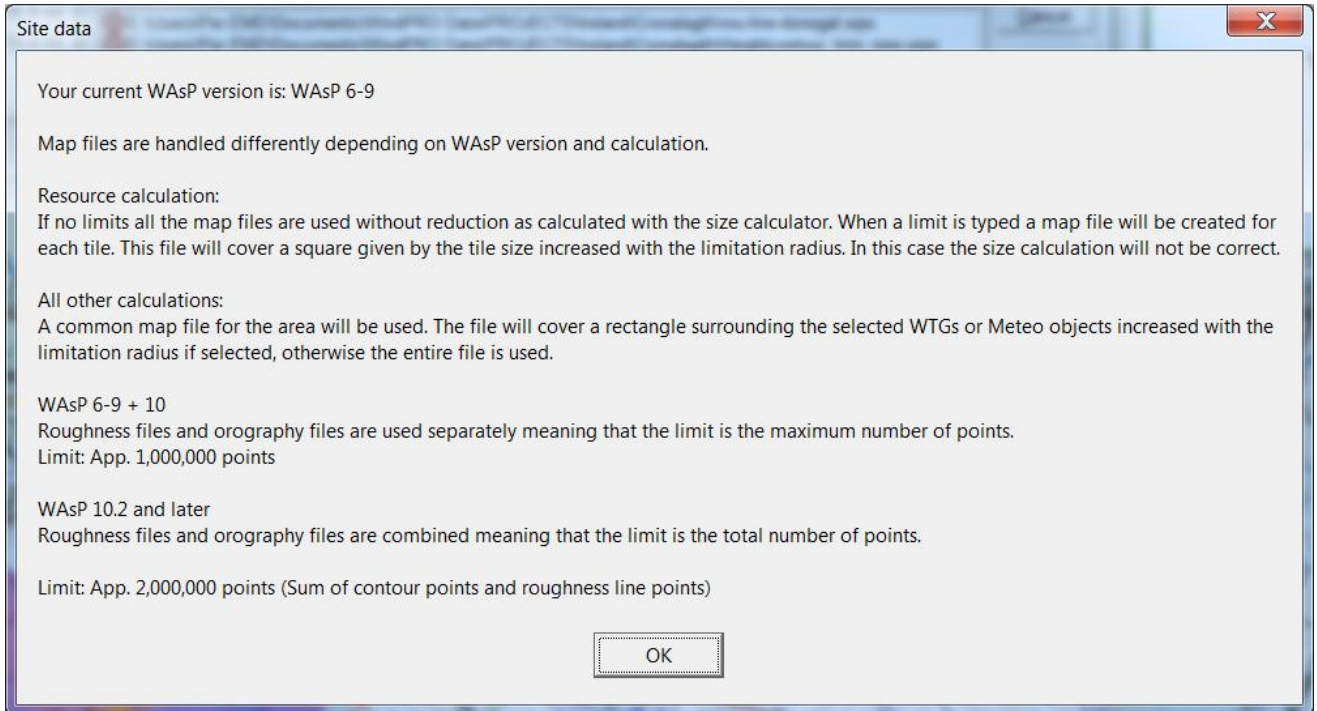 Site data
Your current WAsP version is: WAsP 6-9
Map files are handled differently depending on WAsP version and calculation.
Resource calculation:
If no limits all the map files are used without reduction as calculated with the size calculator. When a limit is typed a map file will be created for
each tile. This file will cover a square given by the tile size increased with the limitation radius. In this case the size calculation will not be correct.
All other calculations:
A common map file for the area will be used. The file will cover a rectangle surrounding the selected WTGs or Meteo objects increased with the
limitation radius if selected, otherwise the entire file is used.
WAsP 6-9 + 10
Roughness files and orography files are used separately meaning that the limit is the maximum number of points.
Limit: App. 1,000,000 points
WAsP 10.2 and later
Roughness files and orography files are combined meaning that the limit is the total number of points.
Limit: App. 2,000,000 points (Sum of contour points and roughness line points)
OK